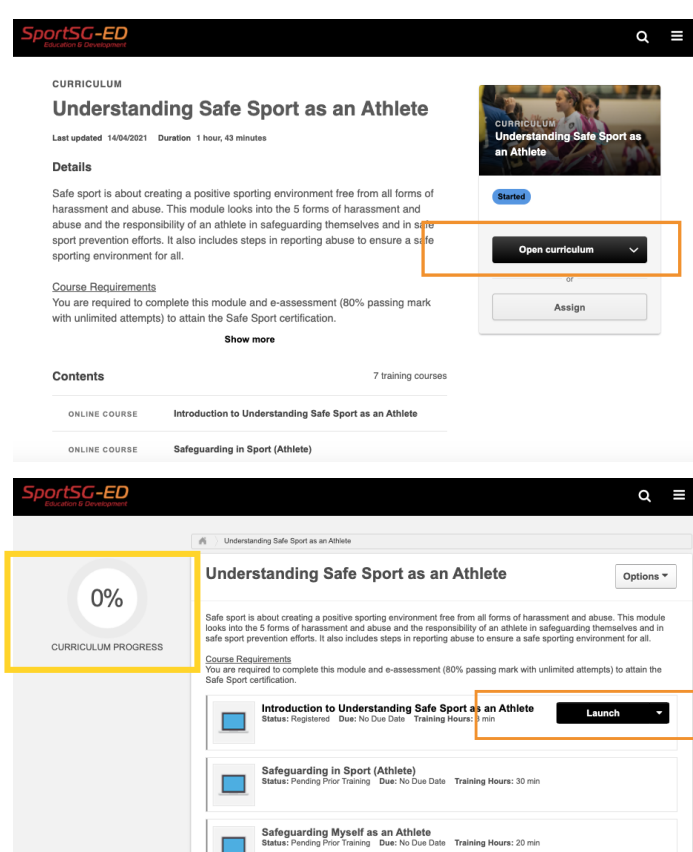 SportSG-ED
Education & Development
CURRICULUM
Understanding Safe Sport as an Athlete
Last updated 14/04/2021 Duration 1 hour, 43 minutes
Details
Safe sport is about creating a positive sporting environment free from all forms of
harassment and abuse. This module looks into the 5 forms of harassment and
abuse and the responsibility of an athlete in safeguarding themselves and in safe
sport prevention efforts. It also includes steps in reporting abuse to ensure a safe
sporting environment for all.
Course Requirements
You are required to complete this module and e-assessment (80% passing mark
with unlimited attempts) to attain the Safe Sport certification.
Show more
Contents
7 training courses
ONLINE COURSE Introduction to Understanding Safe Sport as an Athlete
ONLINE COURSE Safeguarding in Sport (Athlete)
CURRICULUM
Understanding Safe Sport as
an Athlete
Started
Open curriculum
or
Assign
SportSG-ED
Education & Development
Understanding Safe Sport as an Athlete
0%
CURRICULUM PROGRESS
Understanding Safe Sport as an Athlete
Options
Safe sport is about creating a positive sporting environment free from all forms of harassment and abuse. This module
looks into the 5 forms of harassment and abuse and the responsibility of an athlete in safeguarding themselves and in
safe sport prevention efforts. It also includes steps in reporting abuse to ensure a safe sporting environment for all.
Course Requirements
You are required to complete this module and e-assessment (80% passing mark with unlimited attempts) to attain the
Safe Sport certification.
Introduction to Understanding Safe Sport as an Athlete
Status: Registered Due: No Due Date Training Hours: min
Launch
Safeguarding in Sport (Athlete)
Status: Pending Prior Training Due: No Due Date Training Hours: 30 min
Safeguarding Myself as an Athlete
Status: Pending Prior Training Due: No Due Date Training Hours: 20 min